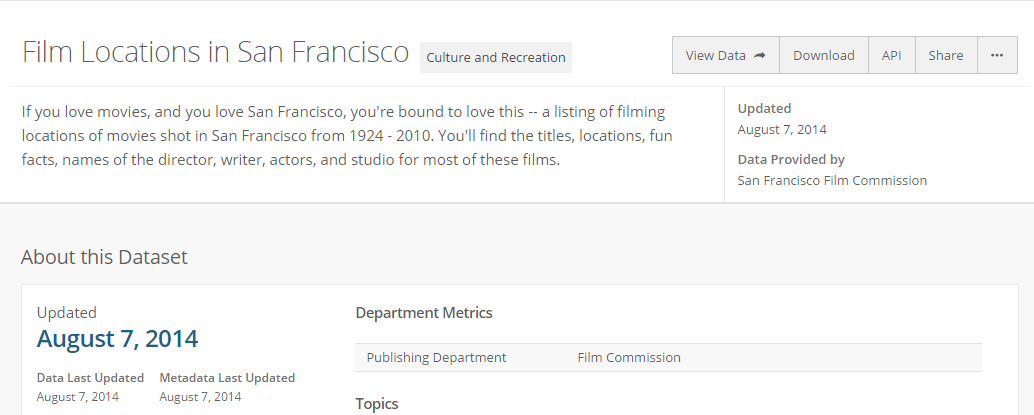 Film Locations in San Francisco Culture and Recreation View Data Download API Share ...
If you love movies, and you love San Francisco, you're bound to love this -- a listing of filming
locations of movies shot in San Francisco from 1924 - 2010. You'll find the titles, locations, fun
facts, names of the director, writer, actors, and studio for most of these films.
Updated
August 7, 2014
Data Provided by
San Francisco Film Commission
About this Dataset
Updated
August 7, 2014
Data Last Updated Metadata Last Updated
August 7, 2014 August 7, 2014
Department Metrics
Publishing Department Film Commission
Topics